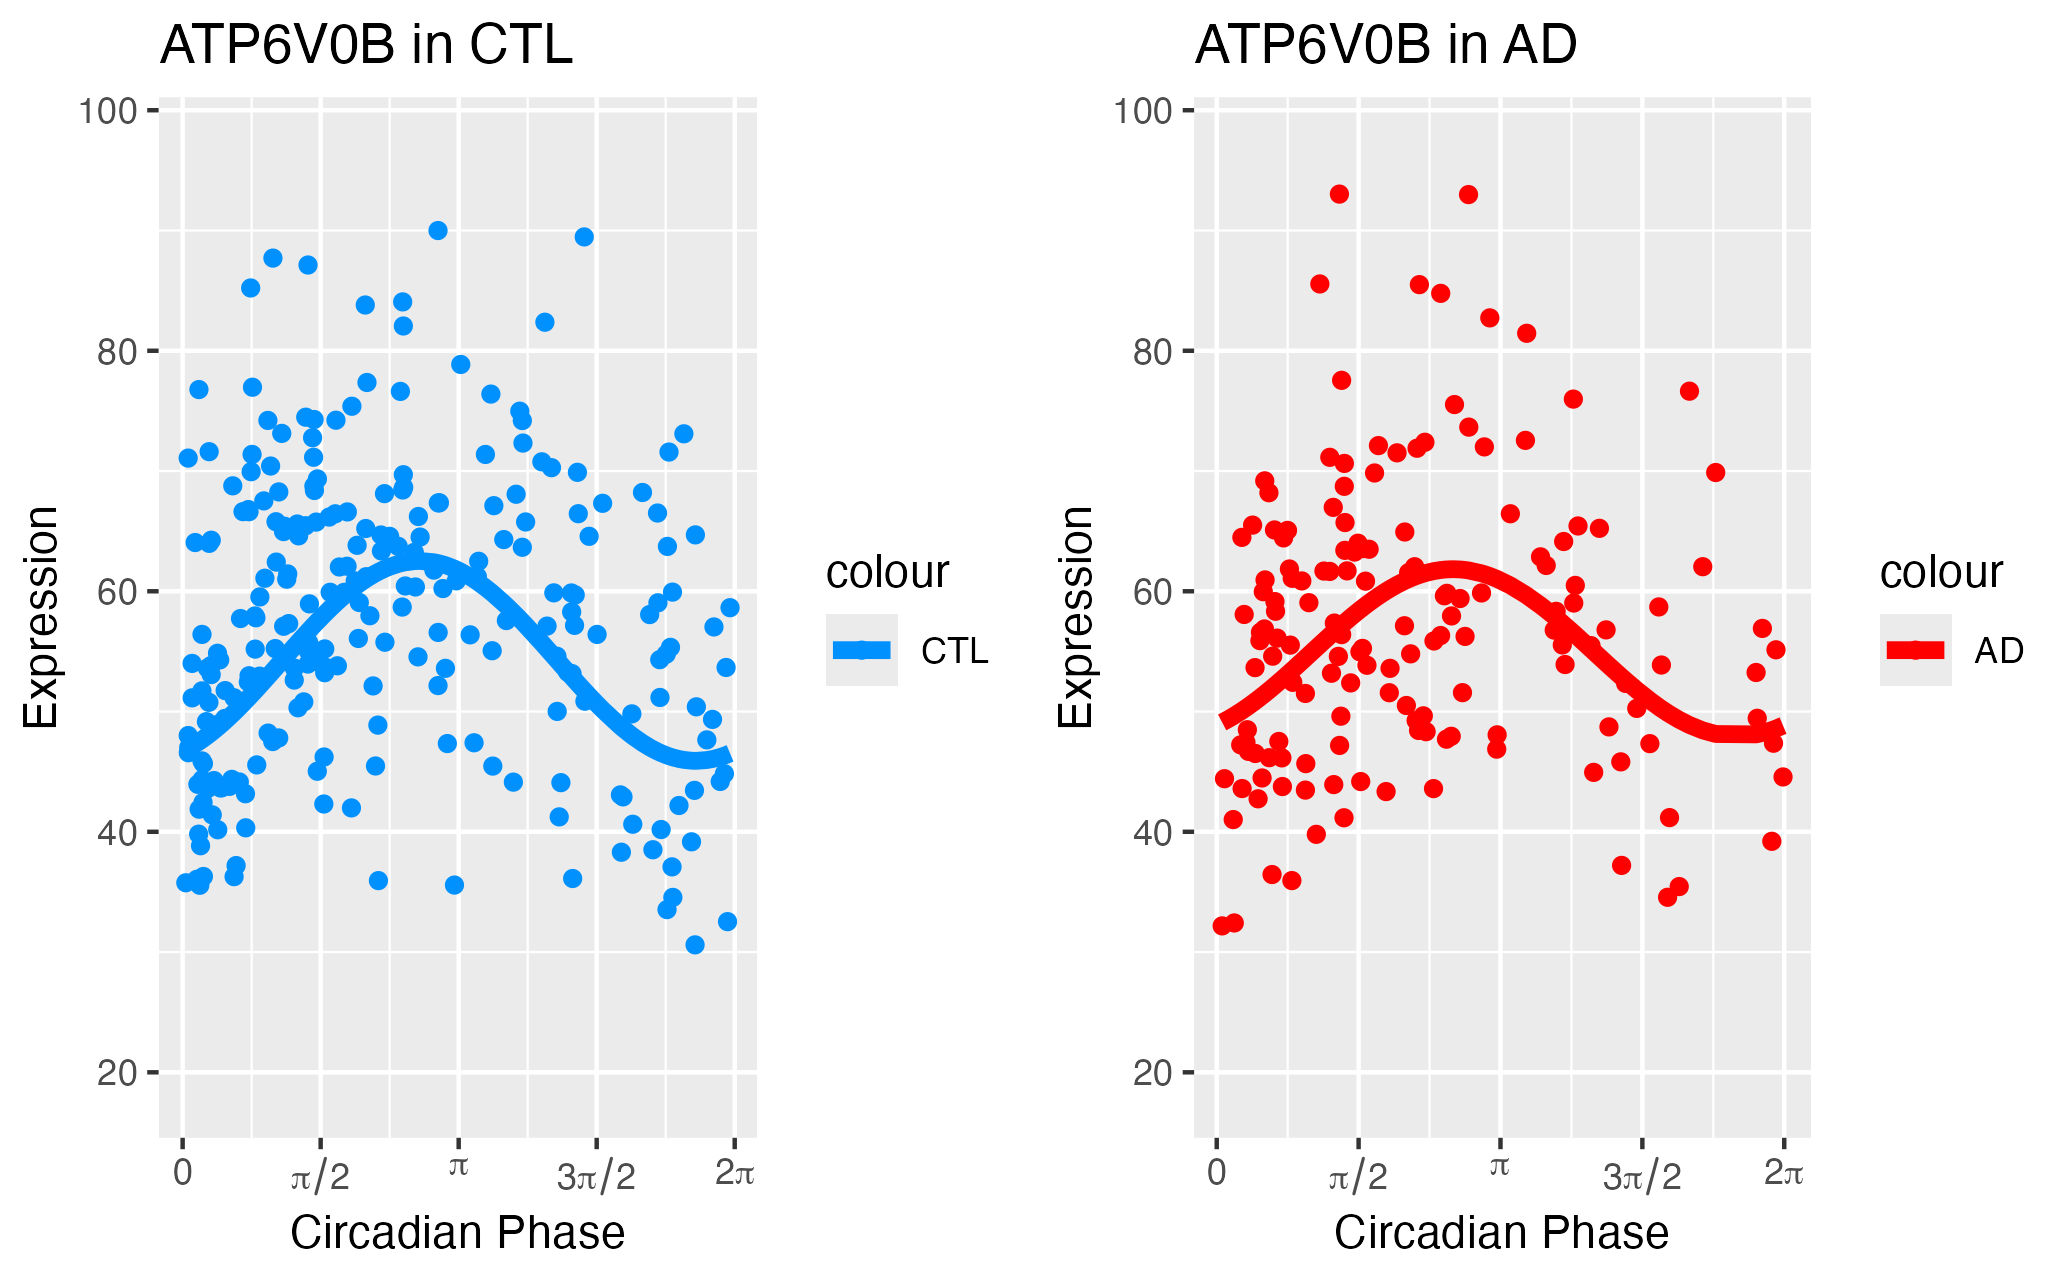 ATP6V0B in CTL
100
80
60
40
20
Expression
0 π/2 π 3π/2 2π
Circadian Phase
colour
CTL
ATP6V0B in AD
100
80
60
40
20
Expression
0 π/2 π 3π/2 2π
Circadian Phase
colour
AD